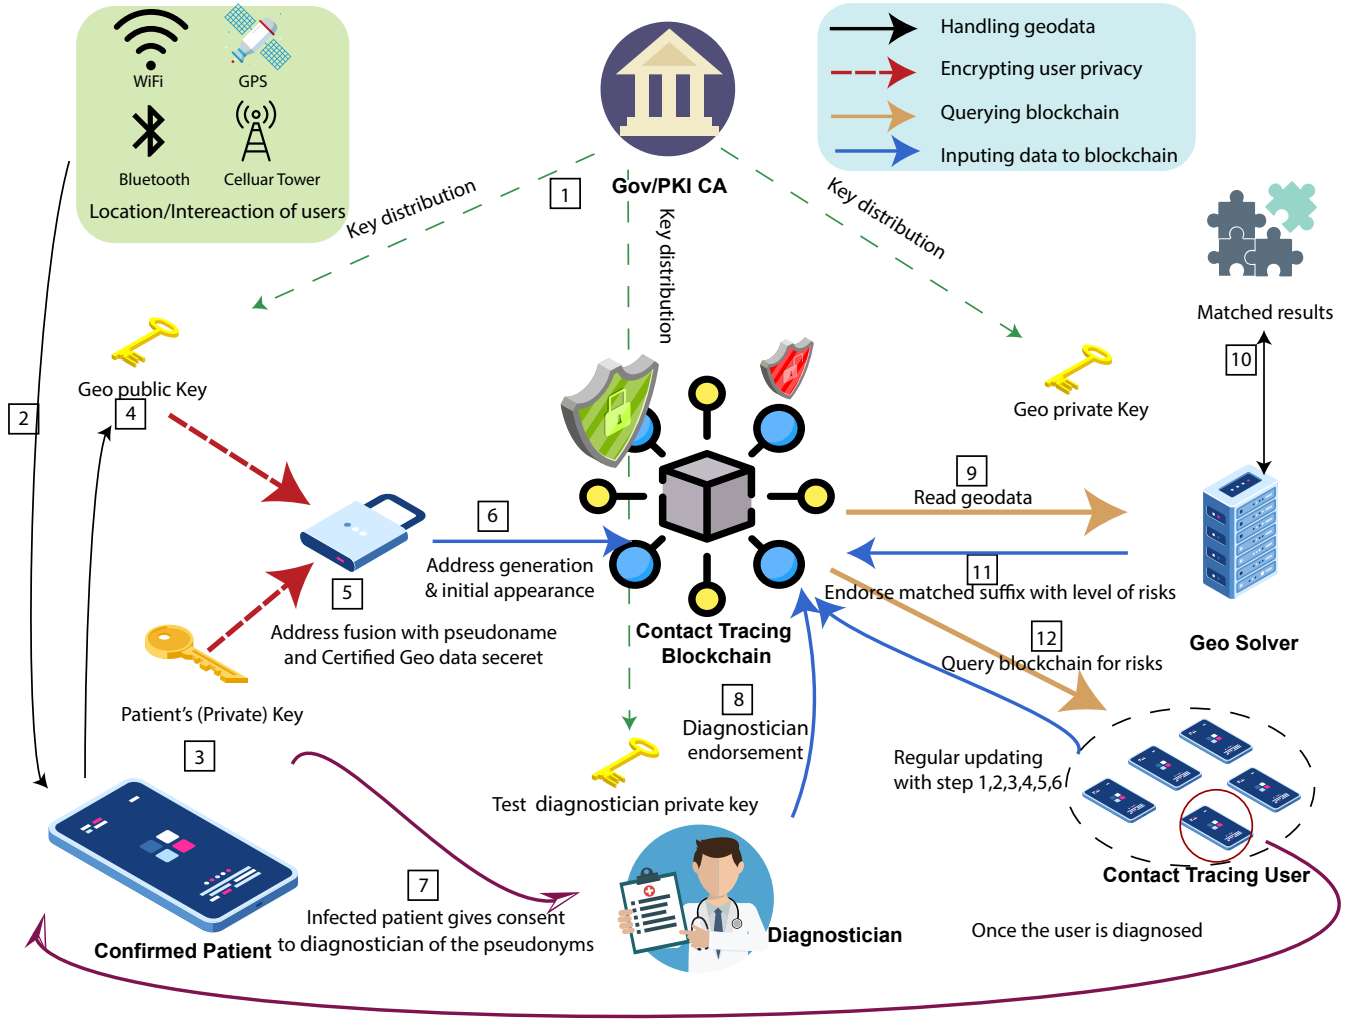 WiFi
GPS
Bluetooth
Celluar Tower
Location/Intereaction of users
Gov/PKI CA
Handling geodata
Encrypting user privacy
Querying blockchain
Inputing data to blockchain
1
Key distribution
Key distribution
Key distribution
Matched results
10
Geo public Key
2
4
Geo private Key
9
Read geodata
6
Address generation
& initial appearance
5
Address fusion with pseudoname
and Certified Geo data seceret
11
Endorse matched suffix with level of risks
Contact Tracing
Blockchain
12
Query blockchain for risks
Geo Solver
Patient's (Private) Key
3
8
Diagnostician
endorsement
Test diagnostician private key
Regular updating
with step 1,2,3,4,5,6
Contact Tracing User
7
Infected patient gives consent
to diagnostician of the pseudonyms
Confirmed Patient
Diagnostician
Once the user is diagnosed